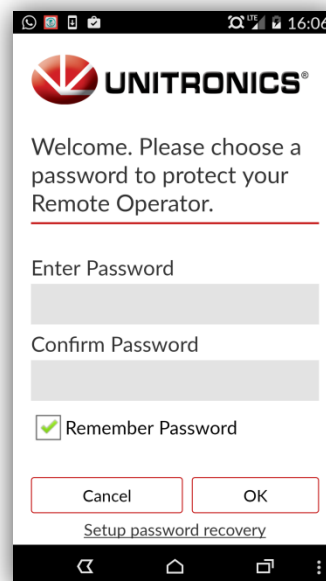 LTE 16:06
UNITRONICS®
Welcome. Please choose a
password to protect your
Remote Operator.
Enter Password
Confirm Password
Remember Password
Cancel OK
Setup password recovery